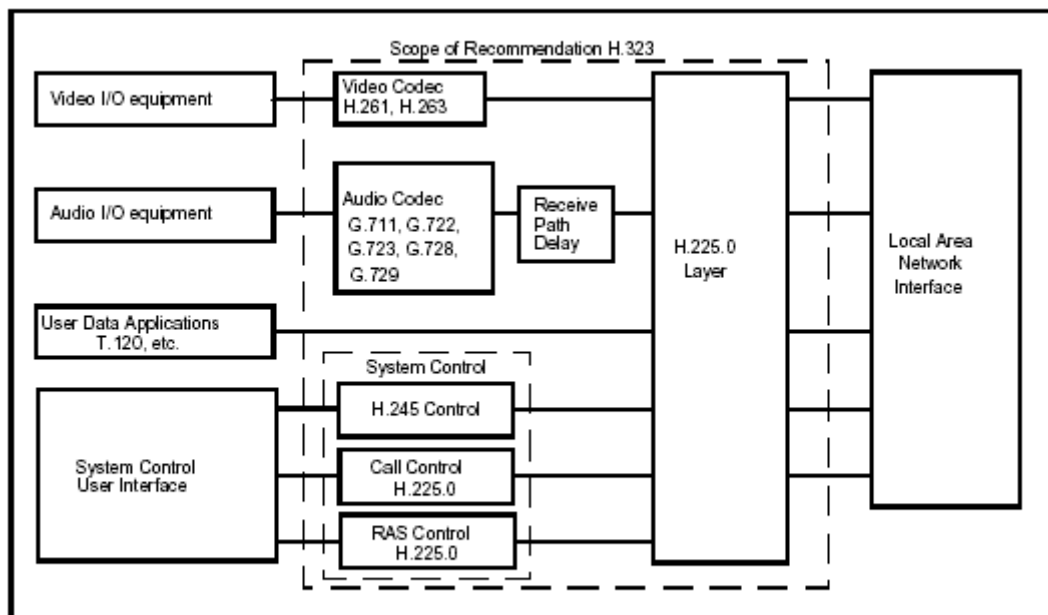 Scope of Recommendation H.323
Video I/O equipment
Video Codec
H.261, H.263
Audio I/O equipment
Audio Codec
G.711, G.722,
G.723, G.728,
G.729
Receive
Path
Delay
H.225.0
Layer
Local Area
Network
Interface
User Data Applications
T.120, etc.
System Control
H.245 Control
System Control
User Interface
Call Control
H.225.0
RAS Control
H.225.0